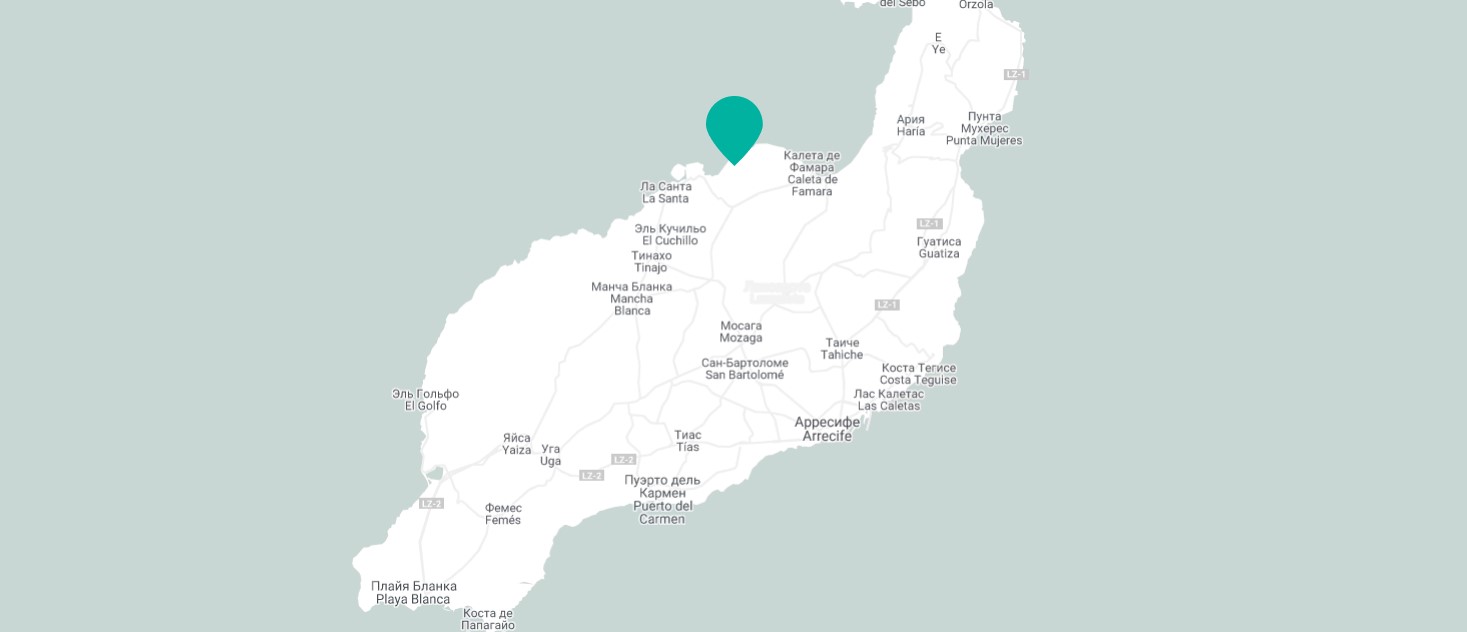 del Sebo
Orzola
Е
Ye
LZ-1
Ария
Haría
Пунта
Мухерес
Punta Mujeres
Калета де
Фамара
Caleta de
Famara
Ла Санта
La Santa
LZ-1
Эль Кучильо
El Cuchillo
Гуатиса
Guatiza
Тинахо
Tinajo
Манча Бланка
Mancha
Blanca
LZ-1
Мосага
Mozaga
Таиче
Tahiche
Сан-Бартоломе
San Bartolomé
Коста Тегисе
Costa Teguise
Эль Гольфо
El Golfo
Лас Калетас
Las Caletas
Арресифе
Arrecife
Яйса
Yaiza
Уга
Uga
Тиас
Tías
LZ-2
LZ-2
Пуэрто дель
Кармен
Puerto del
Carmen
LZ-2
Фемес
Femés
Плайя Бланка
Playa Blanca
Коста де
Папагайо